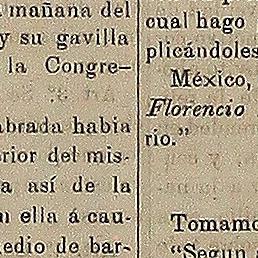 mañana del
y su gavilla
la Congre-
abrada habia
rior del mis-
a así de la
n ella á cau-
edio de bar-
cual hago
plicándoles
México,
Florencio
rio."
Tomamo
"Segun